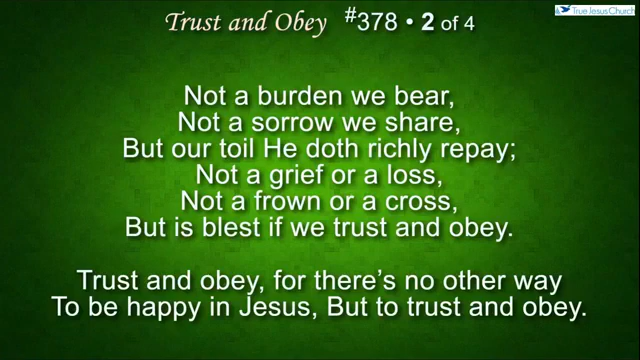 Trust and Obey #378 • 2 of 4
True Jesus Church
Not a burden we bear,
Not a sorrow we share,
But our toil He doth richly repay;
Not a grief or a loss,
Not a frown or a cross,
But is blest if we trust and obey.
Trust and obey, for there’s no other way
To be happy in Jesus, But to trust and obey.